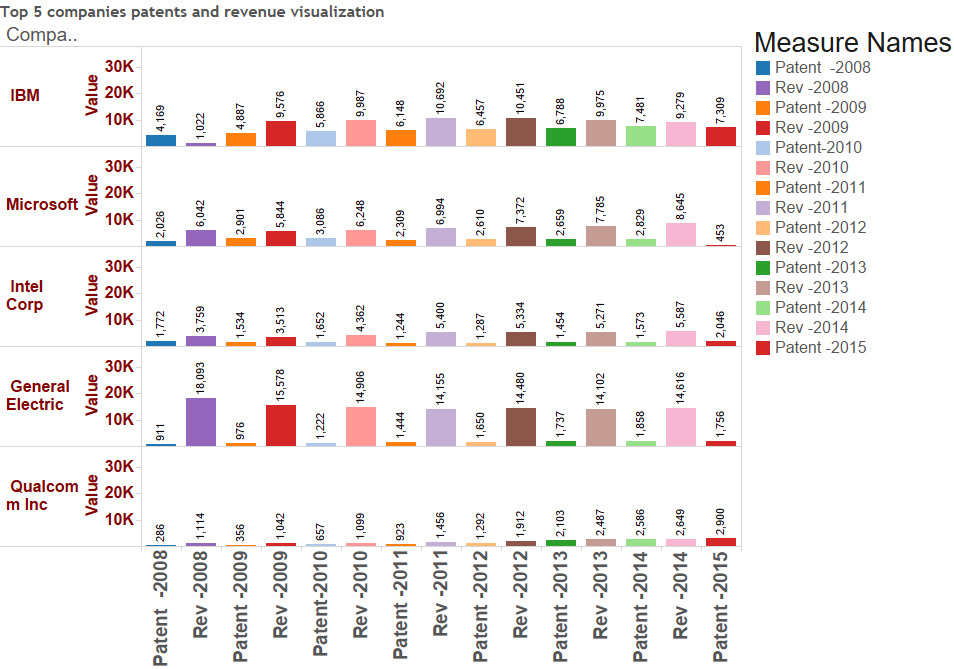 Top 5 companies patents and revenue visualization
Compa..
IBM
Value
30K
20K
10K
4,169
1,022
4,887
9,576
5,866
9,987
6,148
10,692
6,457
10,451
6,788
9,975
7,481
9,279
7,309
Microsoft
Value
30K
20K
10K
2,026
6,042
2,901
5,844
3,086
6,248
2,309
6,994
2,610
7,372
2,659
7,785
2,829
8,645
453
Intel
Corp
Value
30K
20K
10K
1,772
3,759
1,534
3,513
1,652
4,362
1,244
5,400
1,287
5,334
1,454
5,271
1,573
5,587
2,046
General
Electric
Value
30K
20K
10K
911
18,093
976
15,578
1,222
14,906
1,444
14,155
1,650
14,480
1,737
14,102
1,858
14,616
1,756
Qualcom
m Inc
Value
30K
20K
10K
286
1,114
356
1,042
657
1,099
923
1,456
1,292
1,912
2,103
2,487
2,586
2,649
2,900
Patent -2008
Rev -2008
Patent -2009
Rev -2009
Patent-2010
Rev -2010
Patent -2011
Rev -2011
Patent -2012
Rev -2012
Patent -2013
Rev -2013
Patent -2014
Rev -2014
Patent -2015
Measure Names
Patent -2008
Rev -2008
Patent -2009
Rev -2009
Patent-2010
Rev -2010
Patent -2011
Rev -2011
Patent -2012
Rev -2012
Patent -2013
Rev -2013
Patent -2014
Rev -2014
Patent -2015